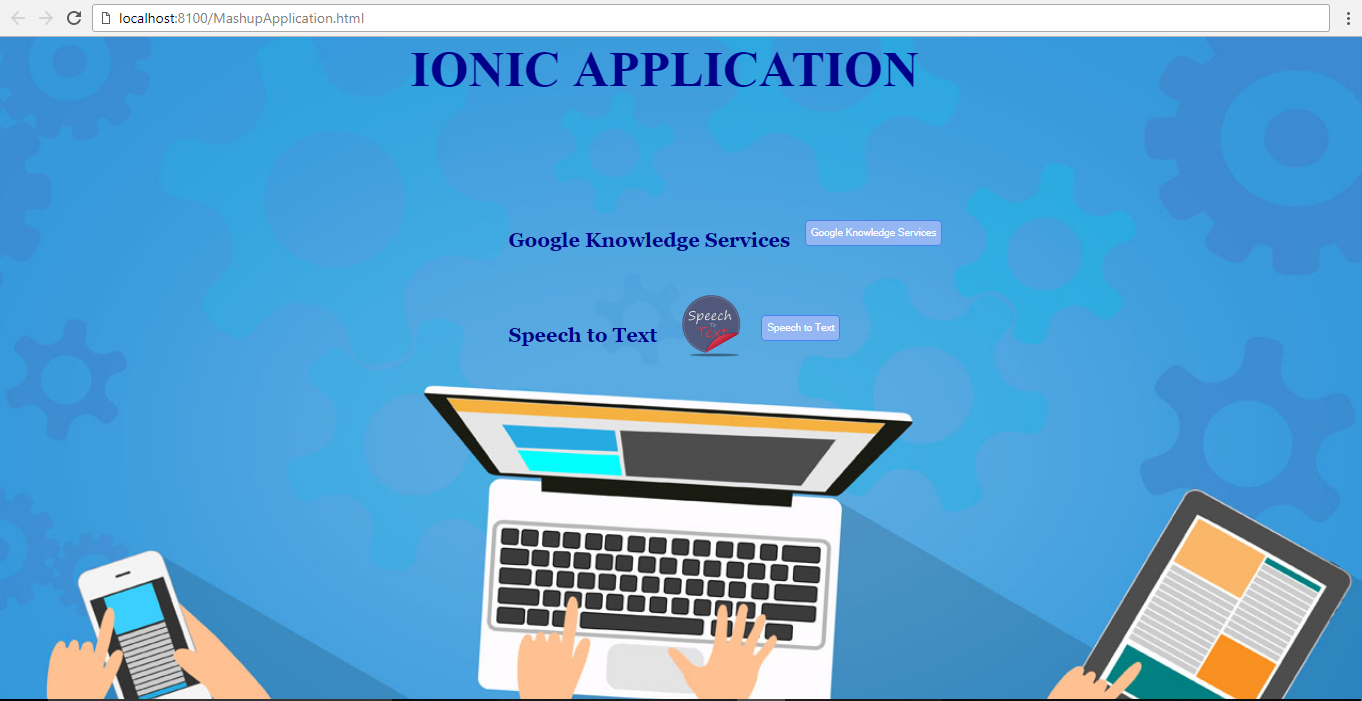 localhost:8100/MashupApplication.html
IONIC APPLICATION
Google Knowledge Services
Google Knowledge Services
Speech to Text
Speech
To
Text
Speech to Text